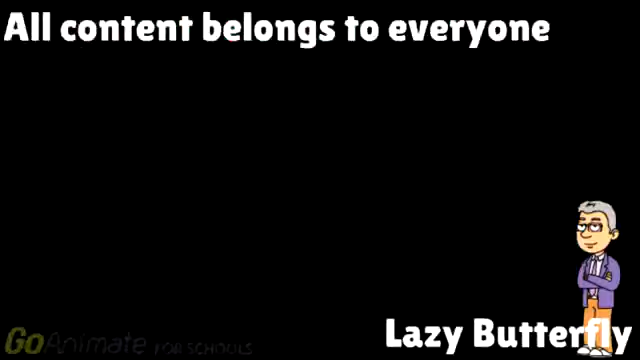 All content belongs to everyone
Lazy Butterfly
GoAnimate FOR SCHOOLS